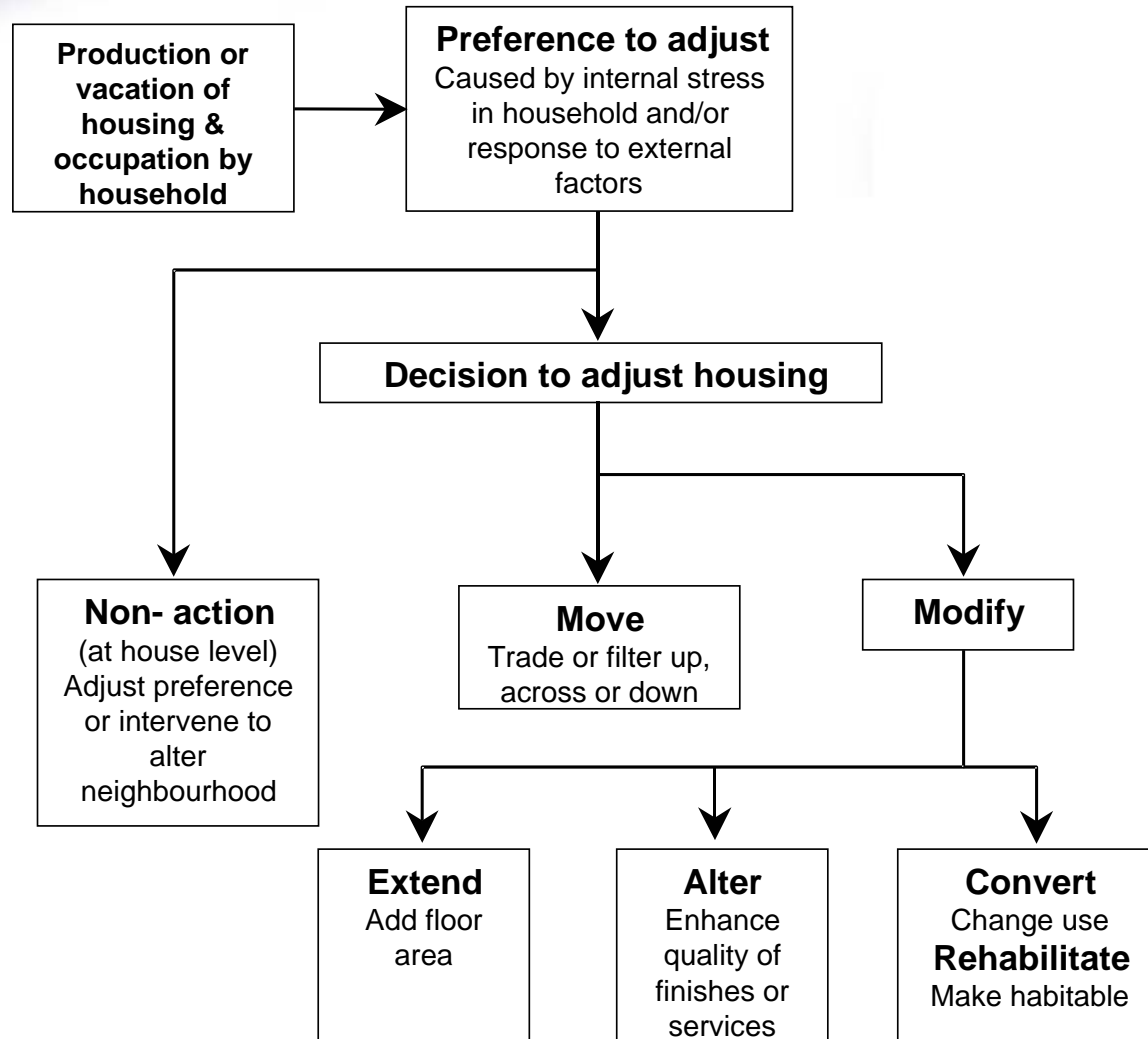 Production or
vacation of
housing &
occupation by
household
Preference to adjust
Caused by internal stress
in household and/or
response to external
factors
Decision to adjust housing
Non- action
(at house level)
Adjust preference
or intervene to
alter
neighbourhood
Move
Trade or filter up,
across or down
Modify
Extend
Add floor
area
Alter
Enhance
quality of
finishes or
services
Convert
Change use
Rehabilitate
Make habitable